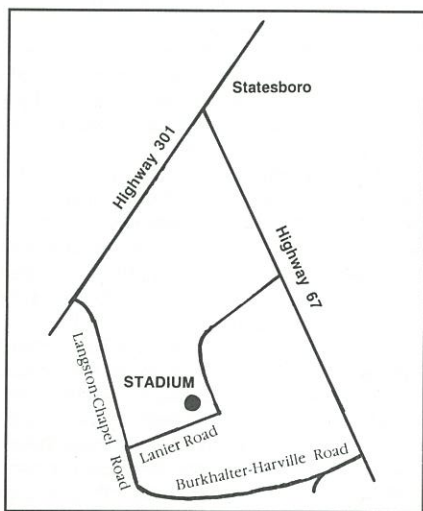 Statesboro
Highway 301
Highway 67
STADIUM
Langston-Chapel Road
Lanier Road
Burkhalter-Harville Road